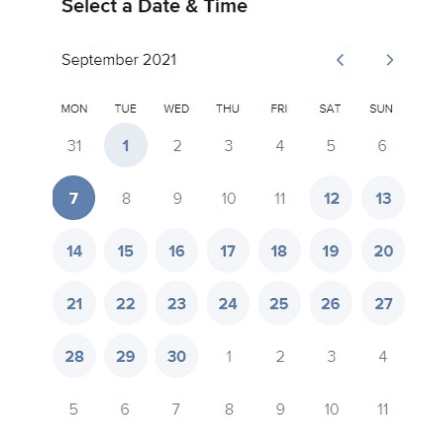 Select a Date & Time
September 2021
MON TUE WED THU FRI SAT SUN
31 1 2 3 4 5 6
7 8 9 10 11 12 13
14 15 16 17 18 19 20
21 22 23 24 25 26 27
28 29 30 1 2 3 4
5 6 7 8 9 10 11